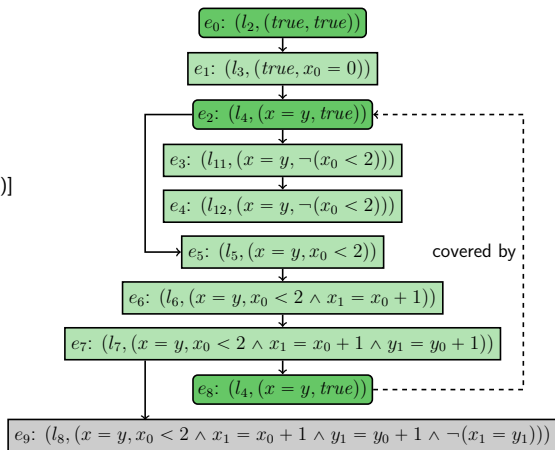 e₀: (l₂, (true, true))
e₁: (l₃, (true, x₀ = 0))
e₂: (l₄, (x = y, true))
e₃: (l₁₁, (x = y, ¬(x₀ < 2)))
)]
e₄: (l₁₂, (x = y, ¬(x₀ < 2)))
e₅: (l₅, (x = y, x₀ < 2))
covered by
e₆: (l₆, (x = y, x₀ < 2 ∧ x₁ = x₀ + 1))
e₇: (l₇, (x = y, x₀ < 2 ∧ x₁ = x₀ + 1 ∧ y₁ = y₀ + 1))
e₈: (l₄, (x = y, true))
e₉: (l₈, (x = y, x₀ < 2 ∧ x₁ = x₀ + 1 ∧ y₁ = y₀ + 1 ∧ ¬(x₁ = y₁)))